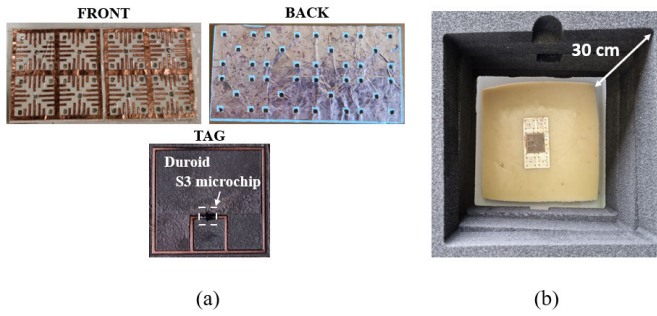 FRONT
BACK
TAG
Duroid
S3 microchip
30 cm
(a)
(b)